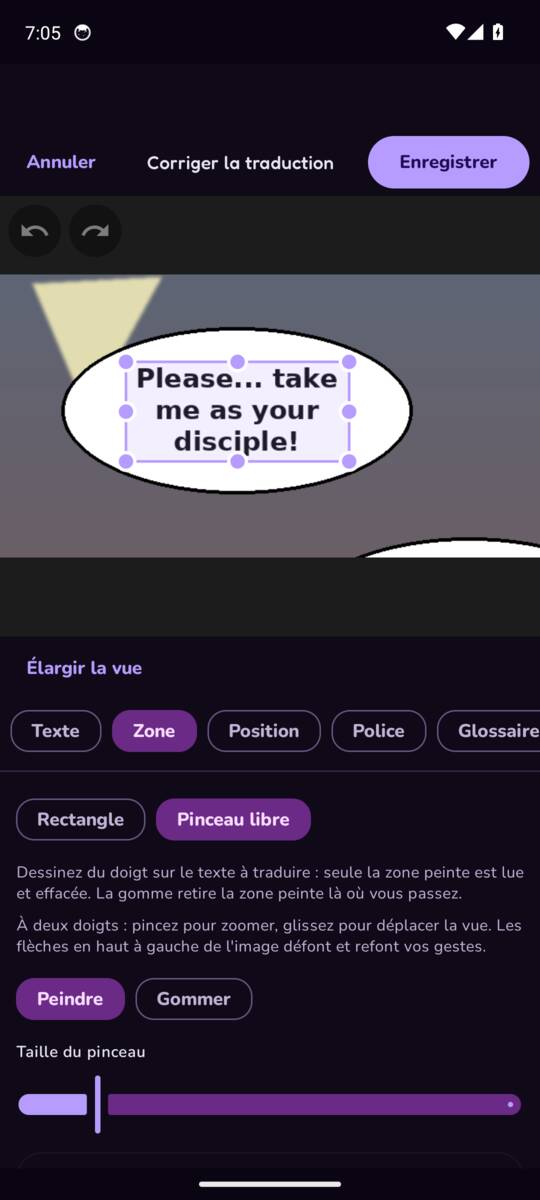 7:05
Annuler
Corriger la traduction
Enregistrer
Please... take
me as your
disciple!
Élargir la vue
Texte
Zone
Position
Police
Glossaire
Rectangle
Pinceau libre
Dessinez du doigt sur le texte à traduire : seule la zone peinte est lue
et effacée. La gomme retire la zone peinte là où vous passez.
À deux doigts : pincez pour zoomer, glissez pour déplacer la vue. Les
flèches en haut à gauche de l'image défont et refont vos gestes.
Peindre
Gommer
Taille du pinceau